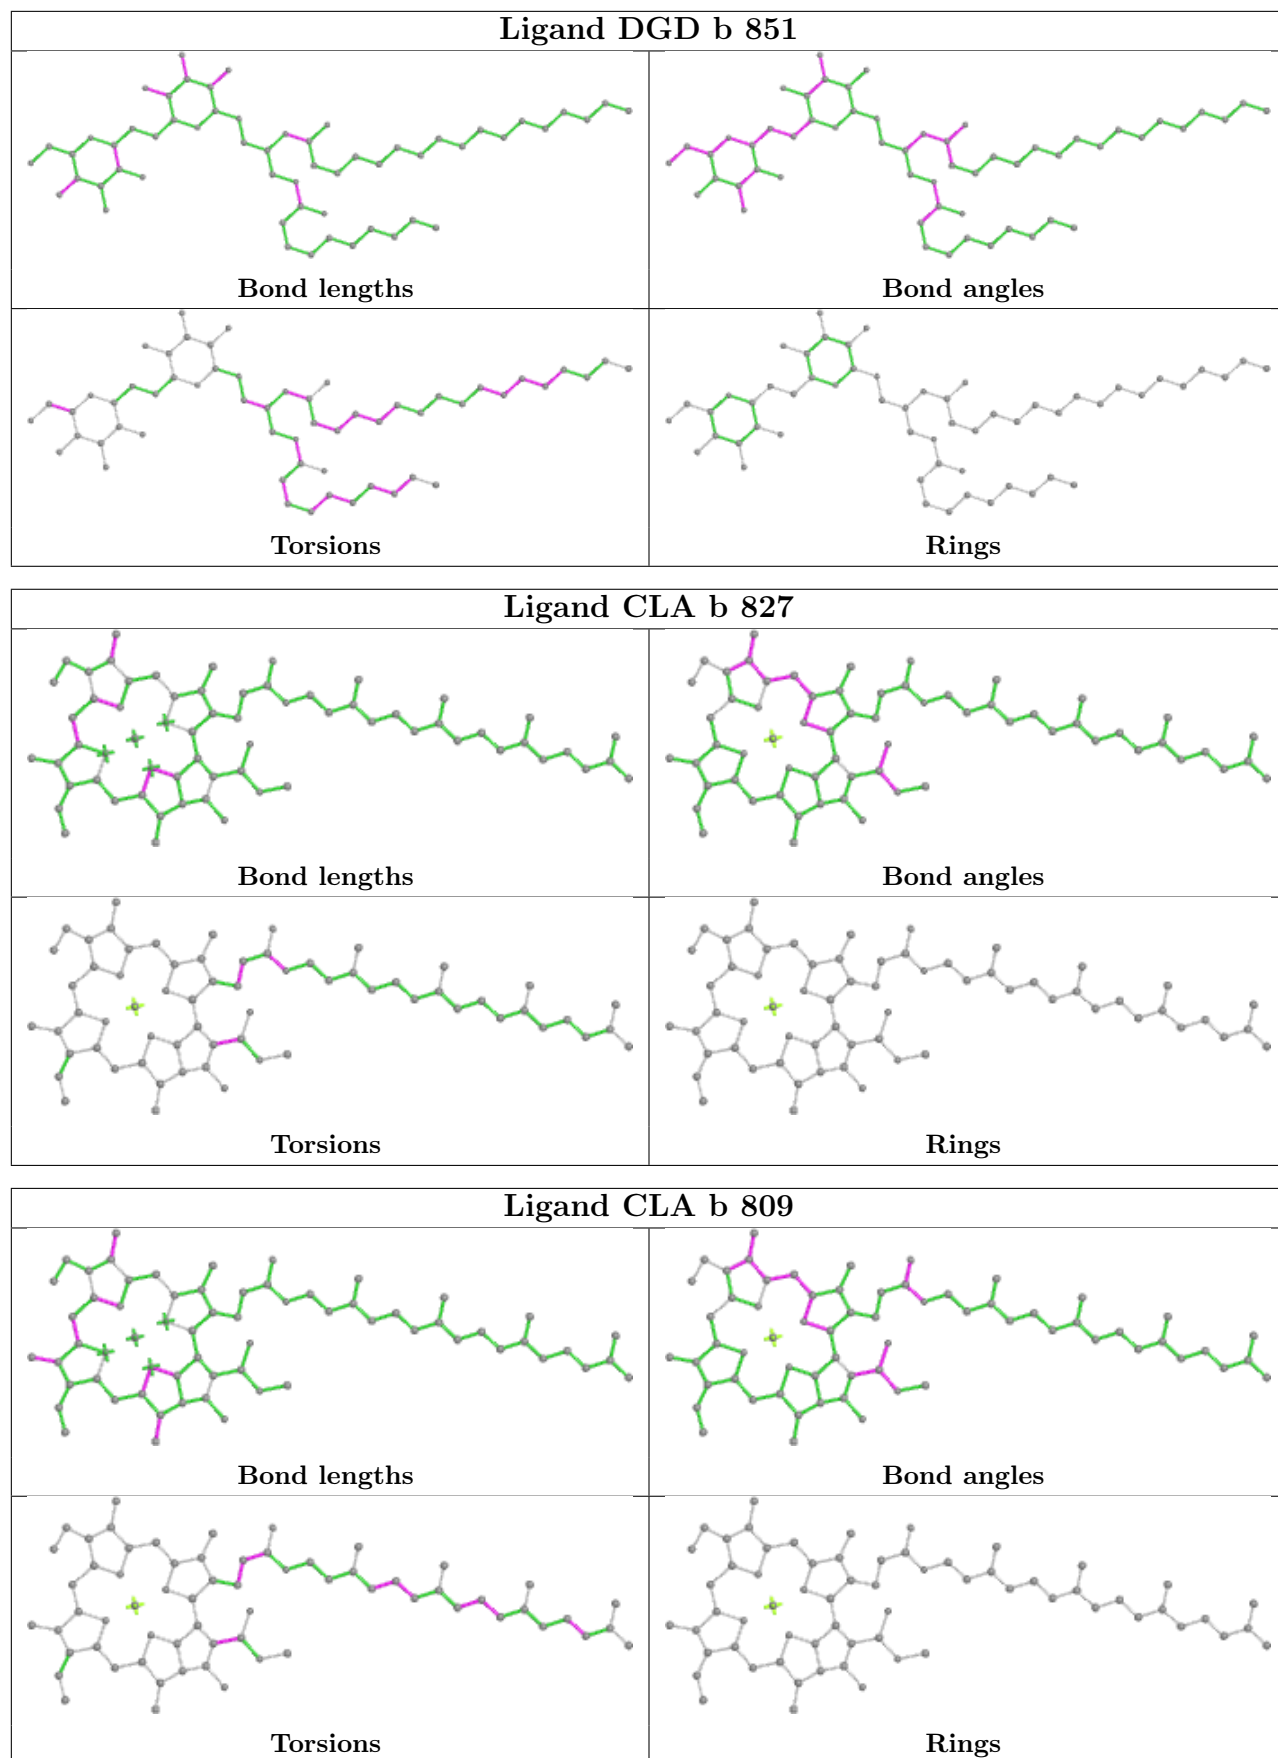 Ligand DGD b 851
Bond lengths
Bond angles
Torsions
Rings
Ligand CLA b 827
Bond lengths
Bond angles
Torsions
Rings
Ligand CLA b 809
Bond lengths
Bond angles
Torsions
Rings